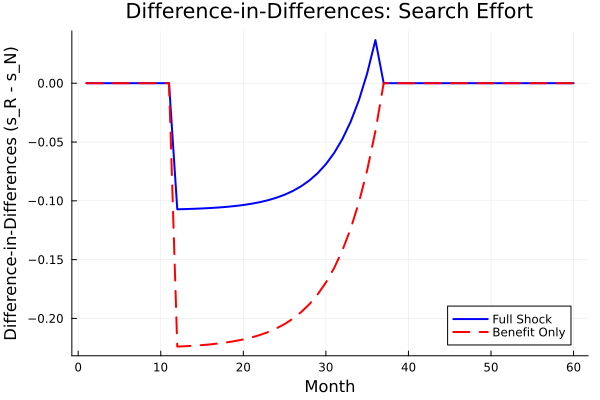 Difference-in-Differences: Search Effort
Difference-in-Differences (s_R - s_N)
0.00
−0.05
−0.10
−0.15
−0.20
Full Shock
Benefit Only
0 10 20 30 40 50 60
Month